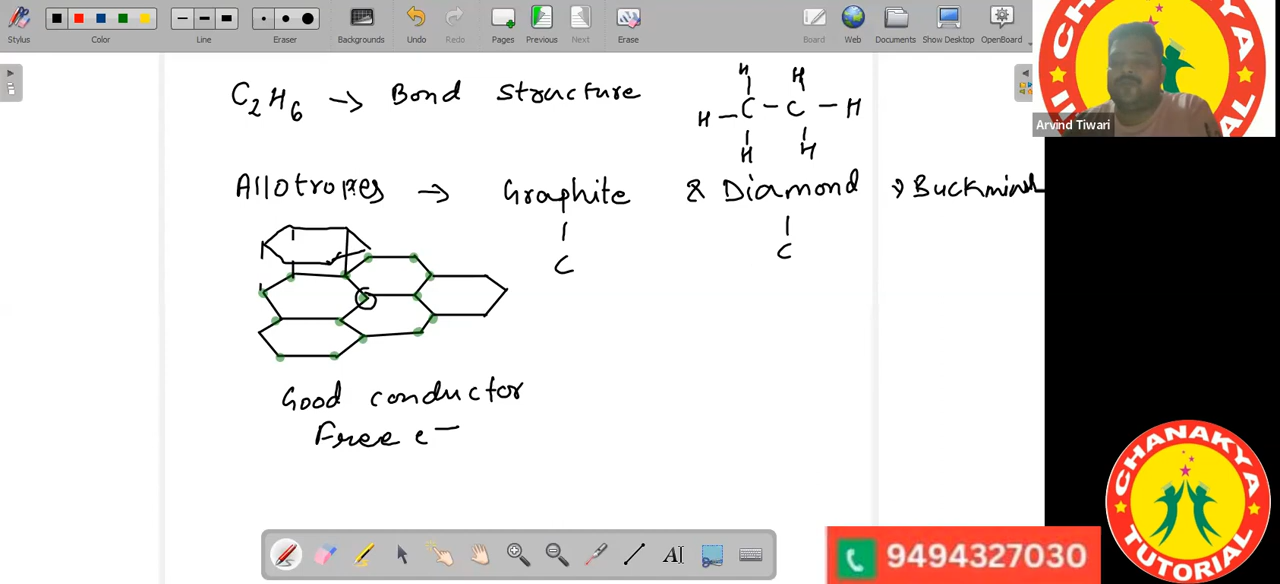 Stylus
Color
Line
Eraser
Backgrounds
Undo
Redo
Pages
Previous
Next
Erase
Board
Web
Documents
Show Desktop
OpenBoard
C2H6 → Bond Structure
H H
H - C - C - H
H H
Allotropes → Graphite & Diamond , Buckmins
C C
Good conductor
Free e-
Arvind Tiwari
CHANAKYA
TUTORIAL
9494327030